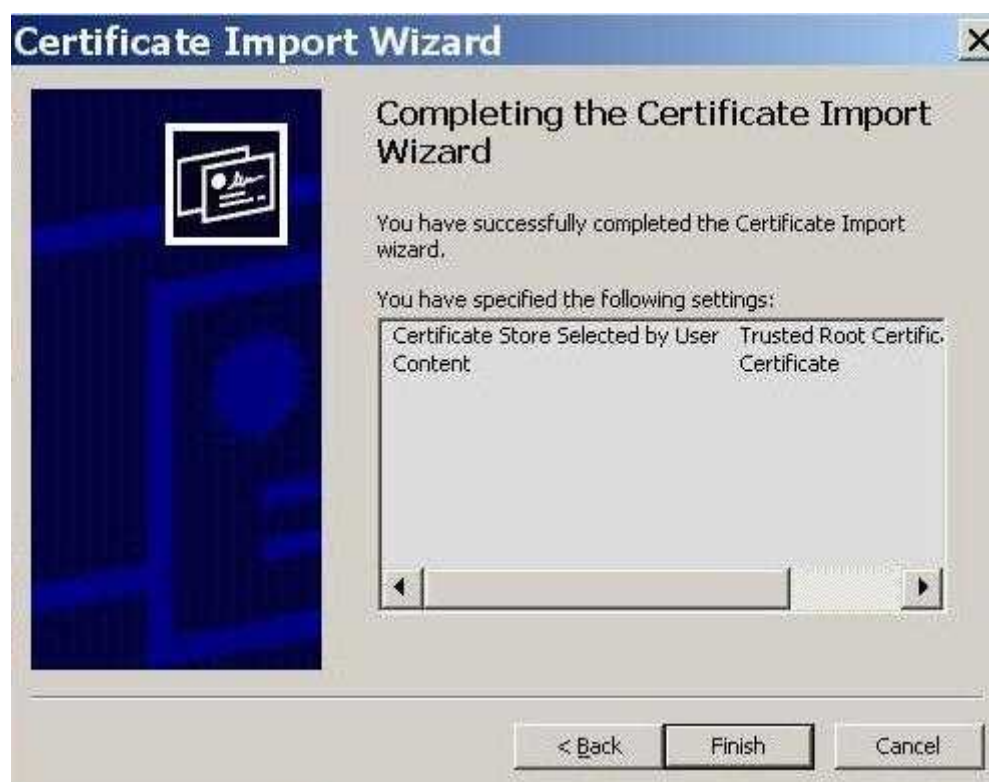 Certificate Import Wizard
Completing the Certificate Import
Wizard
You have successfully completed the Certificate Import
wizard.
You have specified the following settings:
Certificate Store Selected by User Trusted Root Certific
Content Certificate
< Back Finish Cancel